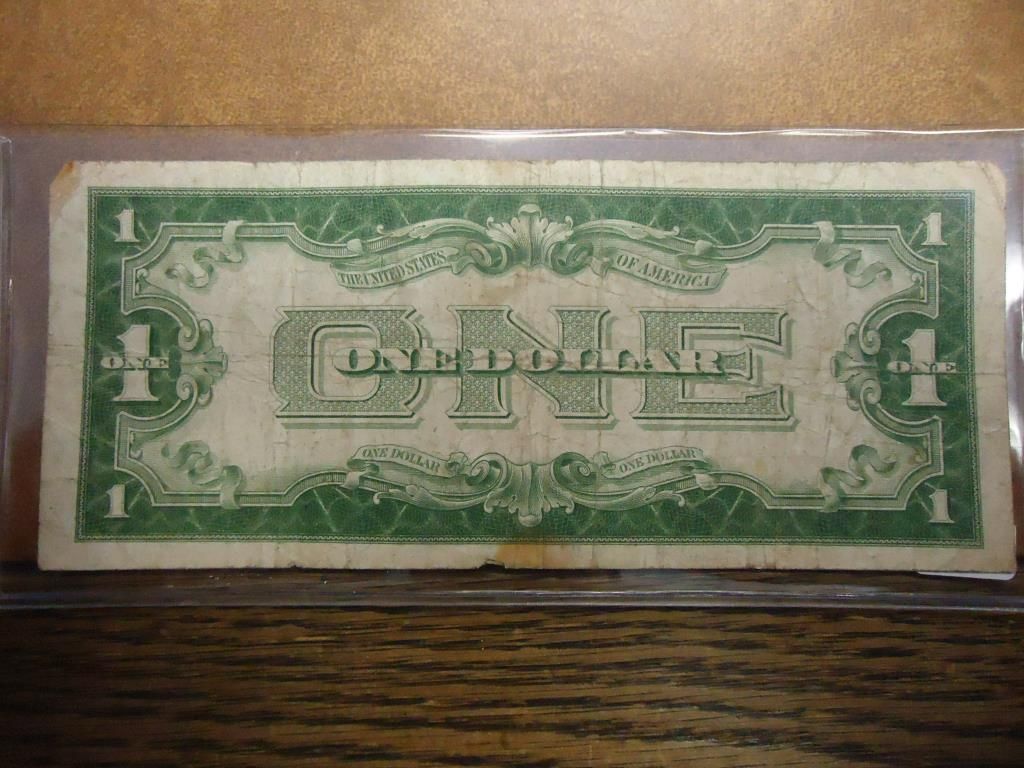 1 1
THE UNITED STATES OF AMERICA
ONE
1 ONE ONE DOLLAR 1 ONE
ONE DOLLAR ONE DOLLAR
1 1